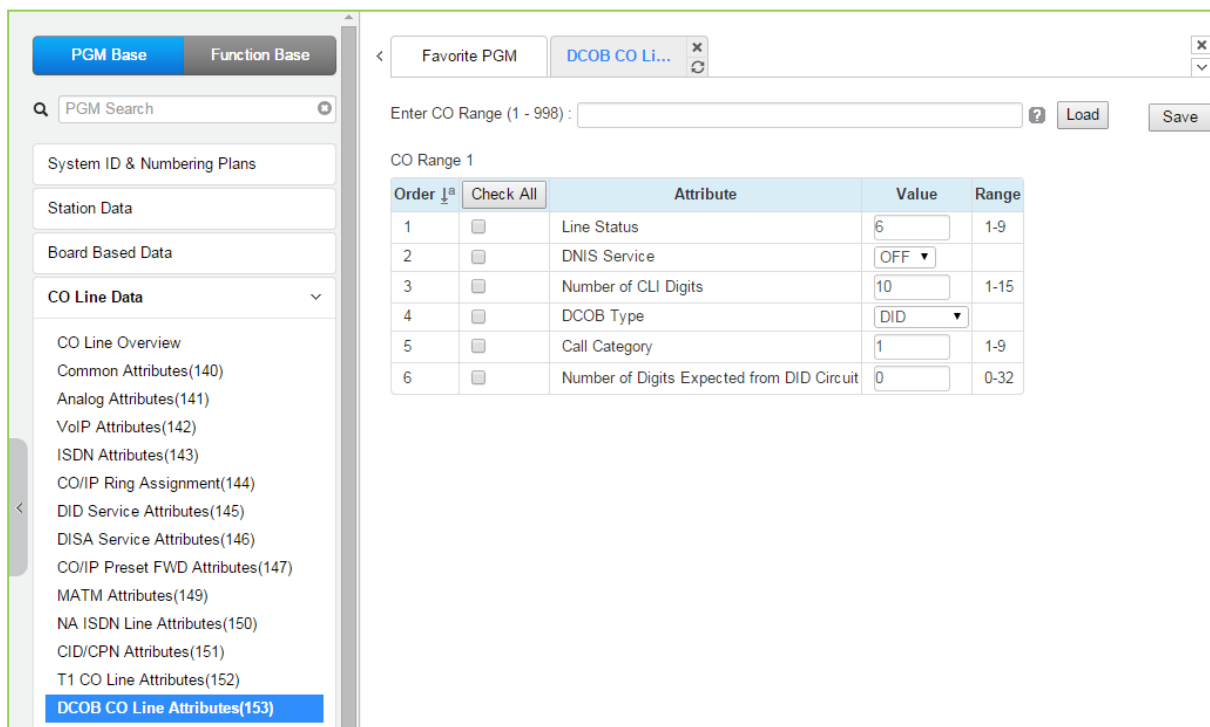 PGM Base
Function Base
PGM Search
System ID & Numbering Plans
Station Data
Board Based Data
CO Line Data
CO Line Overview
Common Attributes(140)
Analog Attributes(141)
VoIP Attributes(142)
ISDN Attributes(143)
CO/IP Ring Assignment(144)
DID Service Attributes(145)
DISA Service Attributes(146)
CO/IP Preset FWD Attributes(147)
MATM Attributes(149)
NA ISDN Line Attributes(150)
CID/CPN Attributes(151)
T1 CO Line Attributes(152)
DCOB CO Line Attributes(153)
Favorite PGM
DCOB CO Li...
Enter CO Range (1 - 998) :
?
Load
Save
CO Range 1
Order Check All Attribute Value Range
1 Line Status 6 1-9
2 DNIS Service OFF
3 Number of CLI Digits 10 1-15
4 DCOB Type DID
5 Call Category 1 1-9
6 Number of Digits Expected from DID Circuit 0 0-32